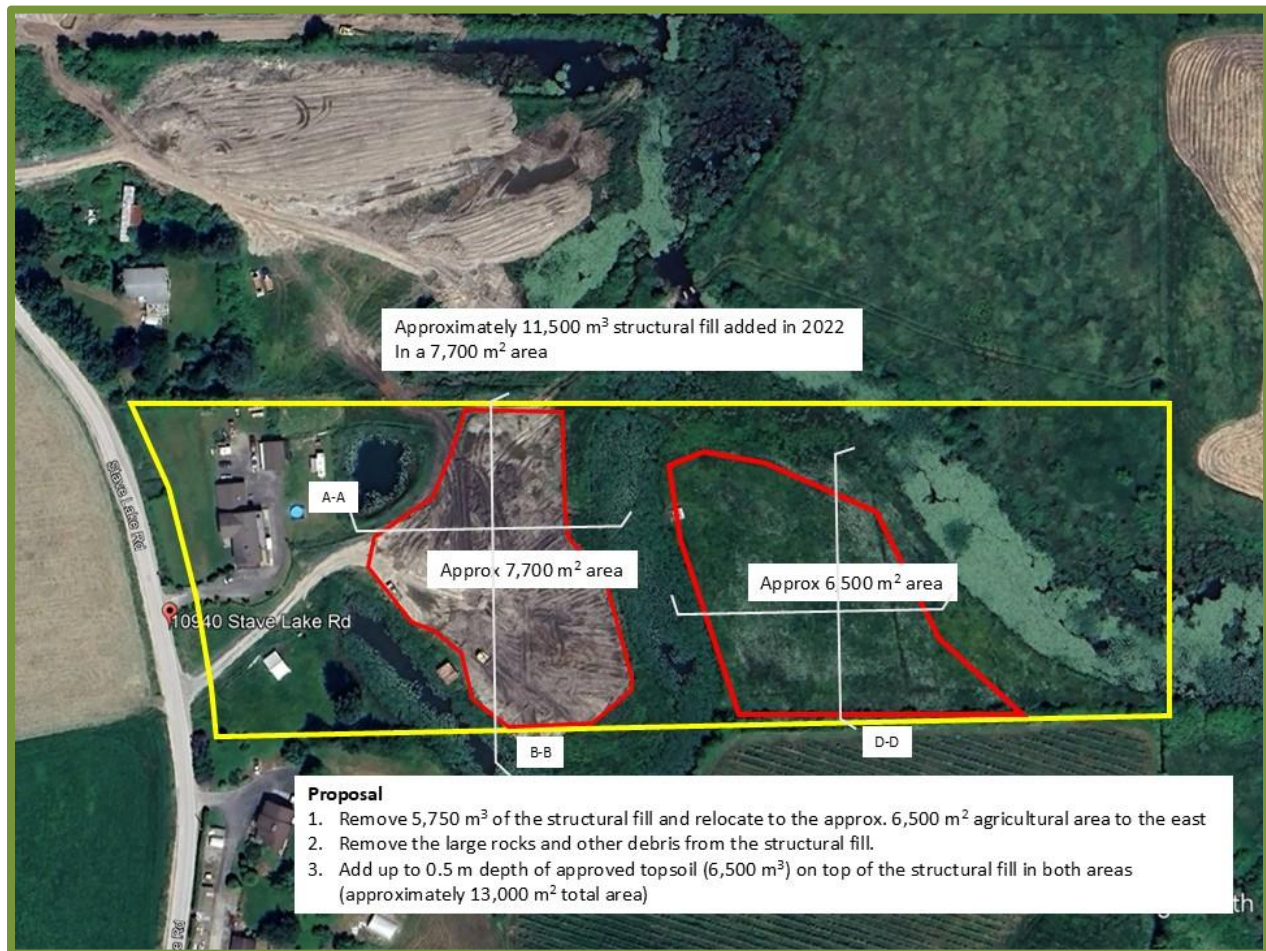 Approximately 11,500 m³ structural fill added in 2022
In a 7,700 m² area
Stave Lake Rd
A-A
Approx 7,700 m² area
Approx 6,500 m² area
10940 Stave Lake Rd
B-B
D-D
Proposal
1. Remove 5,750 m³ of the structural fill and relocate to the approx. 6,500 m² agricultural area to the east
2. Remove the large rocks and other debris from the structural fill.
3. Add up to 0.5 m depth of approved topsoil (6,500 m³) on top of the structural fill in both areas
(approximately 13,000 m² total area)
e Rd
th